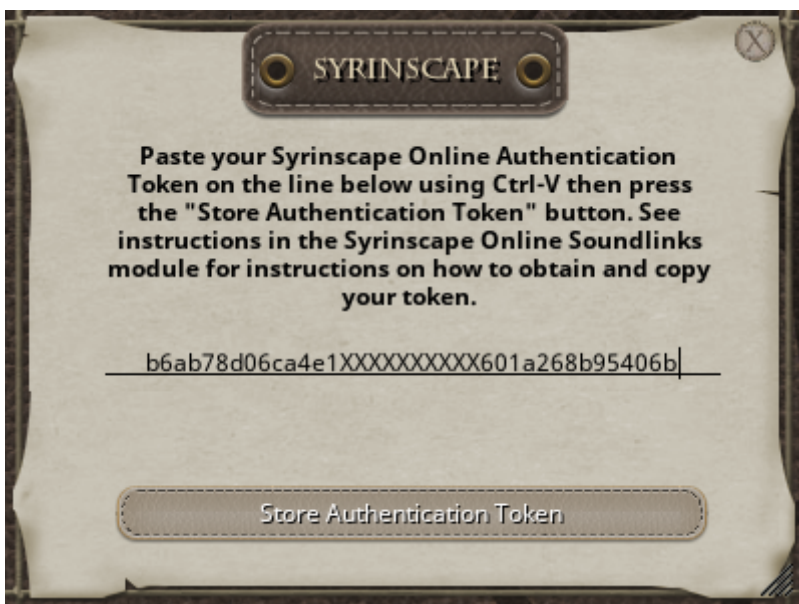 SYRINSCAPE
X
Paste your Syrinscape Online Authentication
Token on the line below using Ctrl-V then press
the "Store Authentication Token" button. See
instructions in the Syrinscape Online Soundlinks
module for instructions on how to obtain and copy
your token.
b6ab78d06ca4e1XXXXXXXXXX601a268b95406b
Store Authentication Token